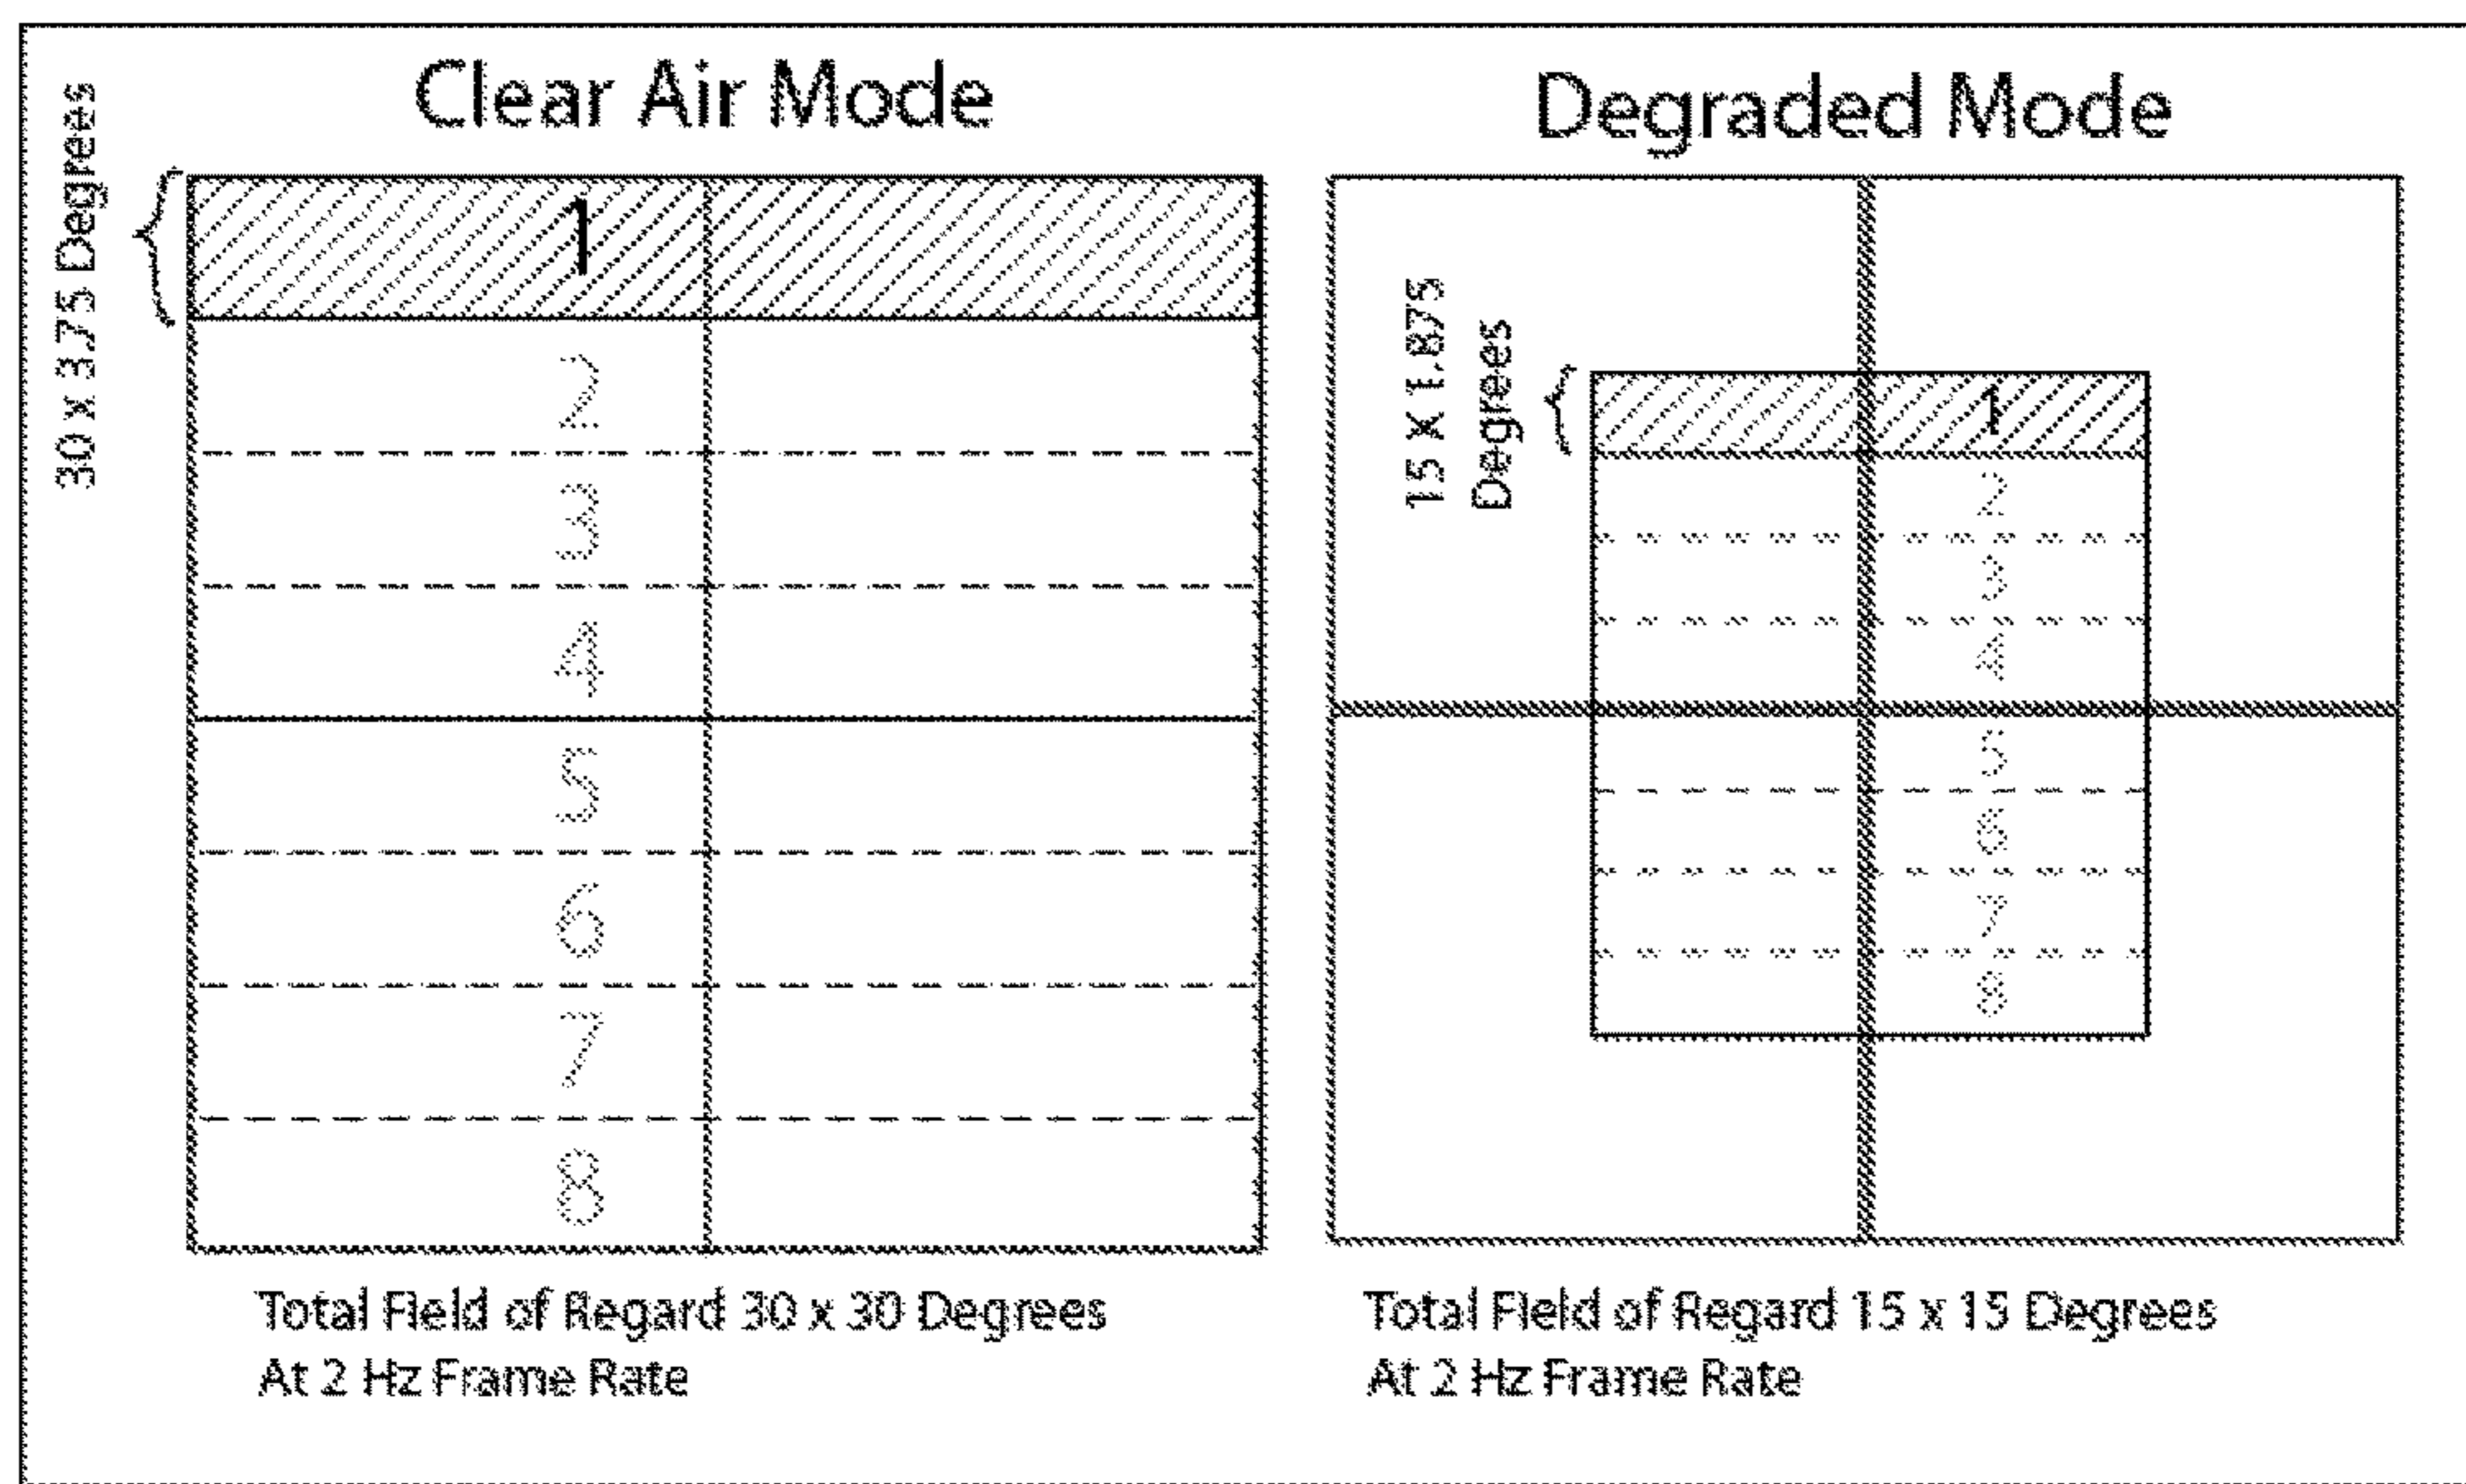 Clear Air Mode
30 x 3.75 Degrees
1
2
3
4
5
6
7
8
Total Field of Regard 30 x 30 Degrees
At 2 Hz Frame Rate
Degraded Mode
15 X 1.875
Degrees
1
2
3
4
5
6
7
8
Total Field of Regard 15 x 15 Degrees
At 2 Hz Frame Rate